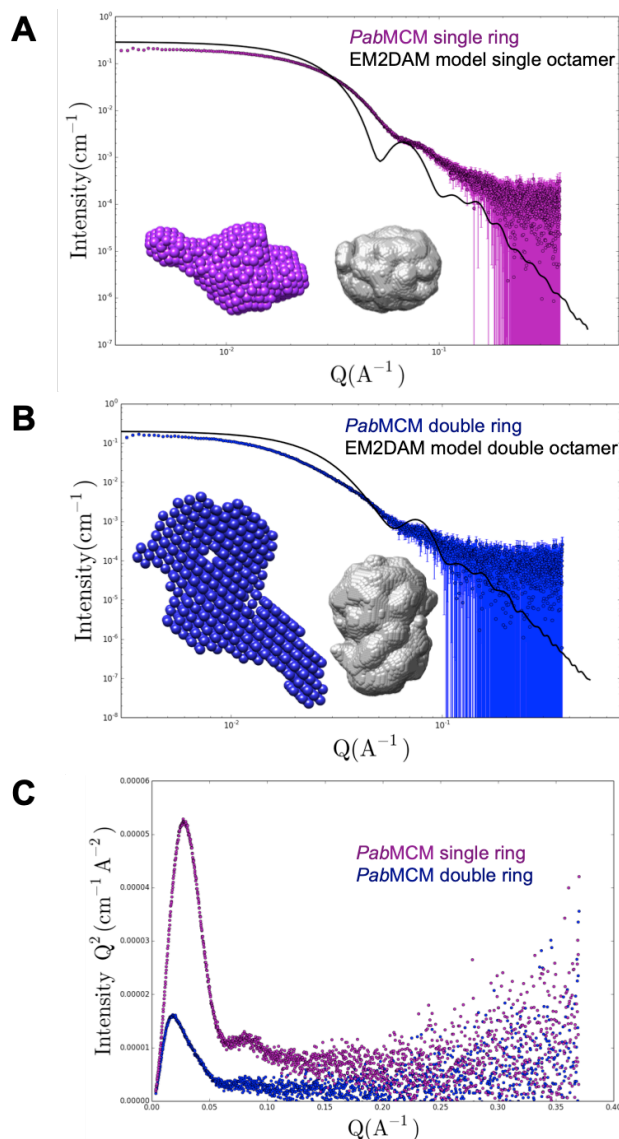 A
PabMCM single ring
EM2DAM model single octamer
Intensity(cm⁻¹)
10⁰
10⁻¹
10⁻²
10⁻³
10⁻⁴
10⁻⁵
10⁻⁶
10⁻⁷
10⁻² 10⁻¹
Q(A⁻¹)
B
PabMCM double ring
EM2DAM model double octamer
Intensity(cm⁻¹)
10⁰
10⁻¹
10⁻²
10⁻³
10⁻⁴
10⁻⁵
10⁻⁶
10⁻⁷
10⁻⁸
10⁻² 10⁻¹
Q(A⁻¹)
C
PabMCM single ring
PabMCM double ring
Intensity Q²(cm⁻¹A⁻²)
0.00006
0.00005
0.00004
0.00003
0.00002
0.00001
0.00000
0.00 0.05 0.10 0.15 0.20 0.25 0.30 0.35 0.40
Q(A⁻¹)